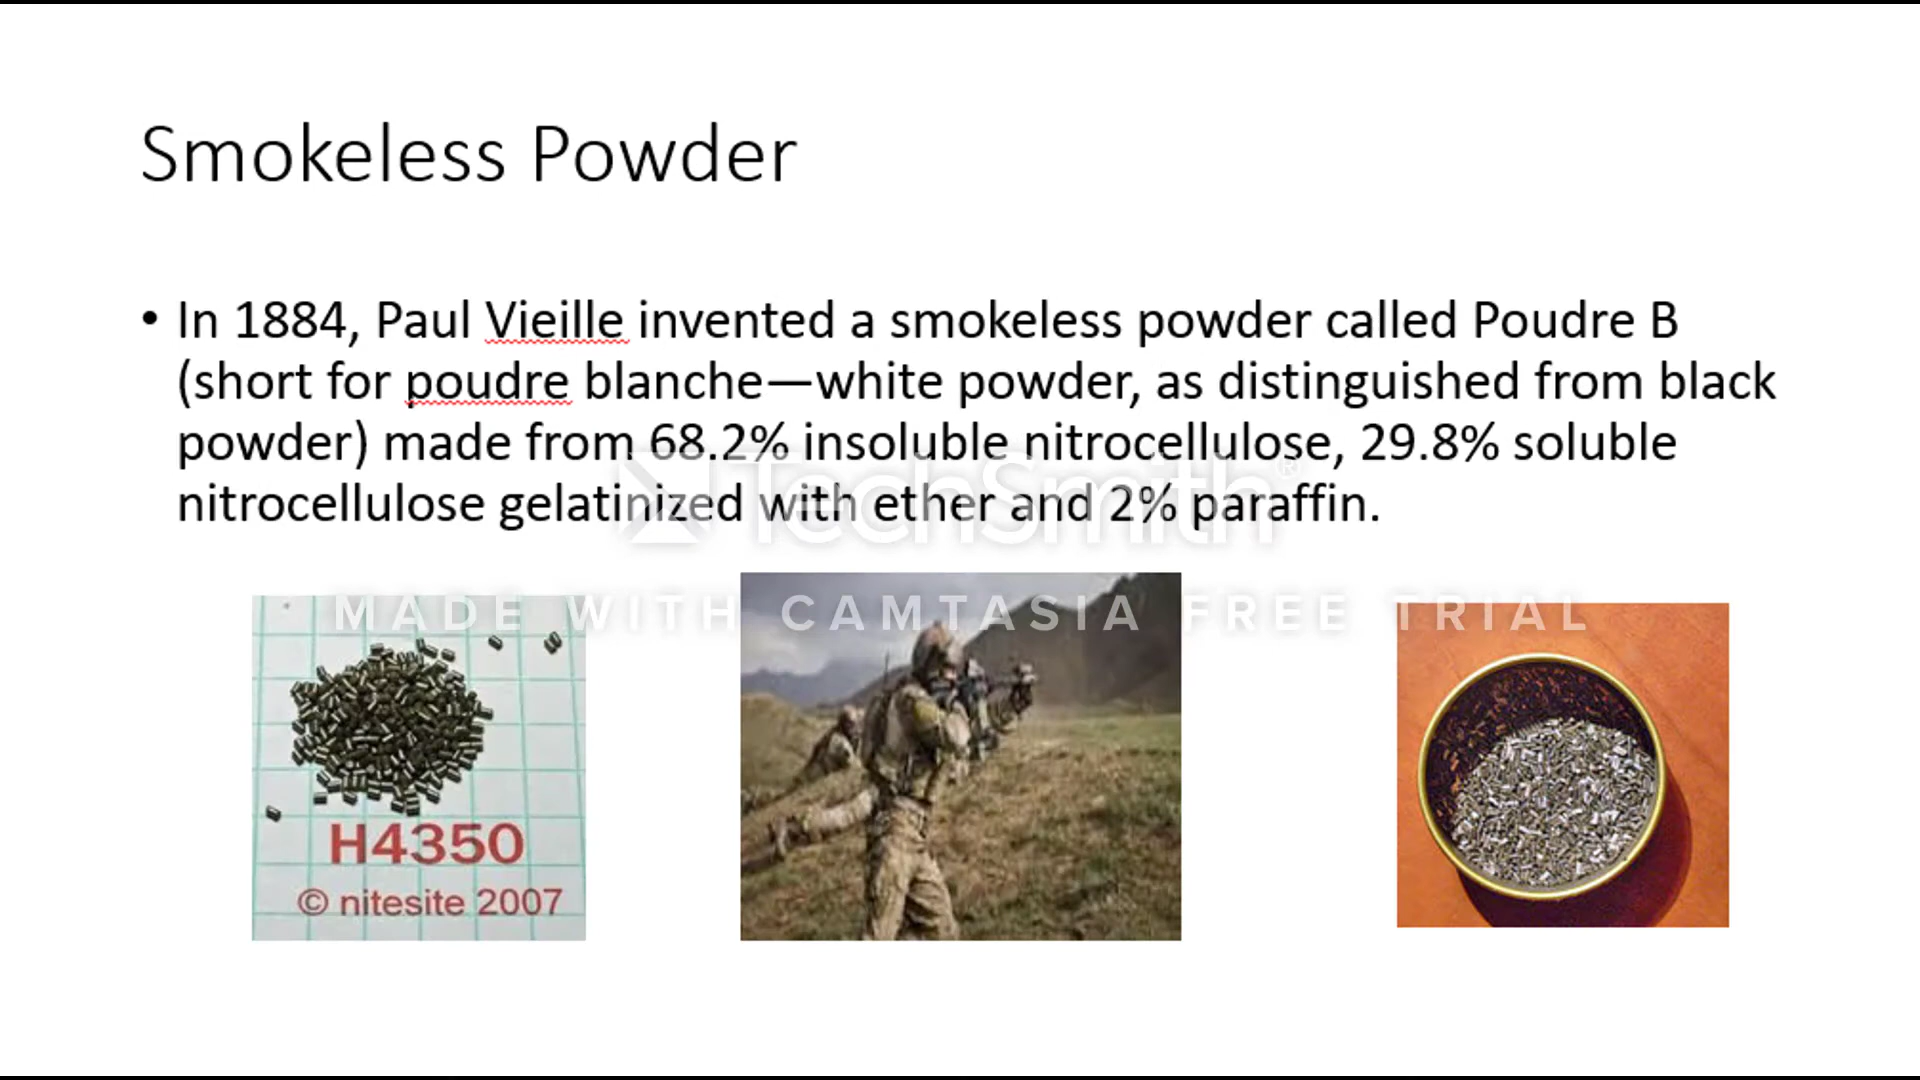 Smokeless Powder
• In 1884, Paul Vieille invented a smokeless powder called Poudre B
(short for poudre blanche—white powder, as distinguished from black
powder) made from 68.2% insoluble nitrocellulose, 29.8% soluble
nitrocellulose gelatinized with ether and 2% paraffin.
TechSmith®
MADE WITH CAMTASIA FREE TRIAL
H4350
© nitesite 2007